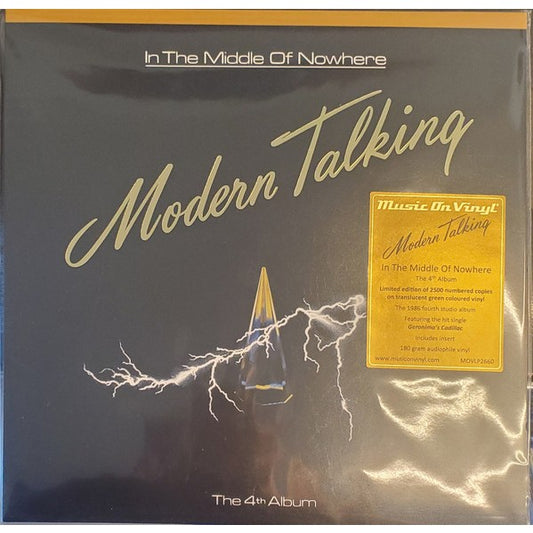 In The Middle Of Nowhere
Modern Talking
Music On Vinyl
Modern Talking
In The Middle Of Nowhere
The 4th Album
Limited edition of 2500 numbered copies
on translucent green coloured vinyl
The 1986 fourth studio album
Featuring the hit single
Geronimo's Cadillac
Includes insert
180 gram audiophile vinyl
www.musiconvinyl.com MOVLP2660
The 4th Album